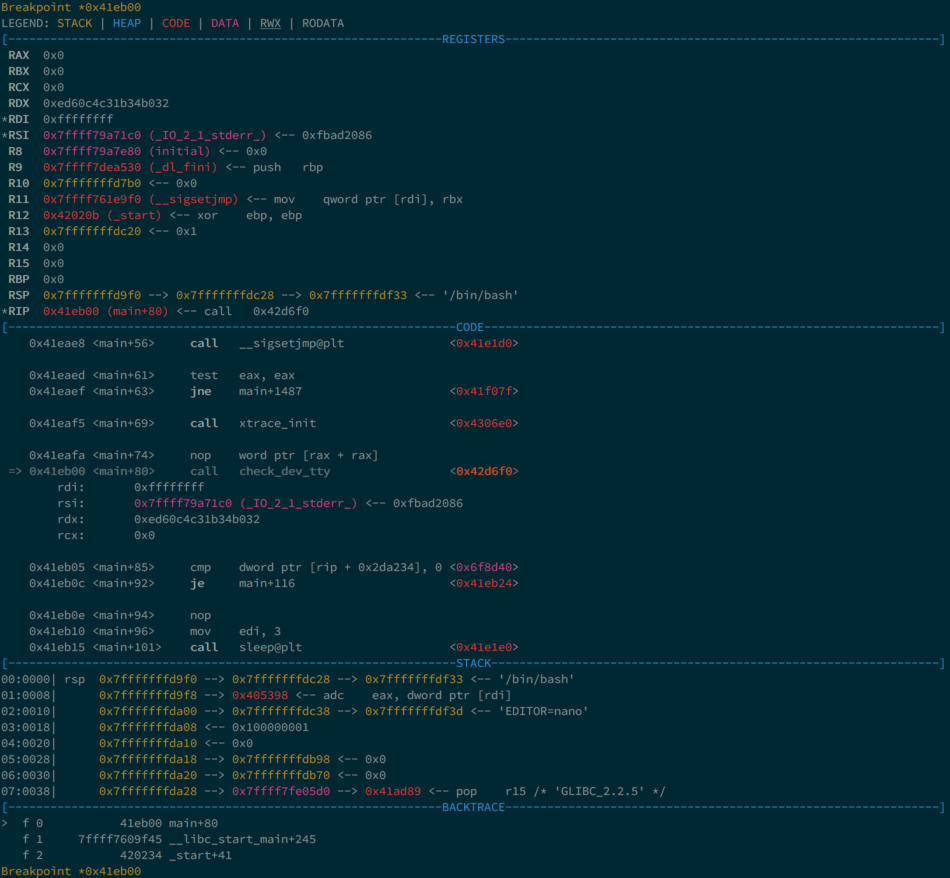 Breakpoint *0x41eb00
LEGEND: STACK | HEAP | CODE | DATA | RWX | RODATA
[--------------------------------------------------------------REGISTERS--------------------------------------------------------------]
RAX 0x0
RBX 0x0
RCX 0x0
RDX 0xed60c4c31b34b032
*RDI 0xffffffff
*RSI 0x7ffff79a71c0 (_IO_2_1_stderr_) <-- 0xfbad2086
R8 0x7ffff79a7e80 (initial) <-- 0x0
R9 0x7ffff7dea530 (_dl_fini) <-- push rbp
R10 0x7fffffffd7b0 <-- 0x0
R11 0x7ffff761e9f0 (__sigsetjmp) <-- mov qword ptr [rdi], rbx
R12 0x42020b (_start) <-- xor ebp, ebp
R13 0x7fffffffdc20 <-- 0x1
R14 0x0
R15 0x0
RBP 0x0
RSP 0x7fffffffd9f0 --> 0x7fffffffdc28 --> 0x7fffffffdf33 <-- '/bin/bash'
*RIP 0x41eb00 (main+80) <-- call 0x42d6f0
[----------------------------------------------------------------CODE-----------------------------------------------------------------]
0x41eae8 <main+56> call __sigsetjmp@plt <0x41e1d0>
0x41eaed <main+61> test eax, eax
0x41eaef <main+63> jne main+1487 <0x41f07f>
0x41eaf5 <main+69> call xtrace_init <0x4306e0>
0x41eafa <main+74> nop word ptr [rax + rax]
=> 0x41eb00 <main+80> call check_dev_tty <0x42d6f0>
rdi: 0xffffffff
rsi: 0x7ffff79a71c0 (_IO_2_1_stderr_) <-- 0xfbad2086
rdx: 0xed60c4c31b34b032
rcx: 0x0
0x41eb05 <main+85> cmp dword ptr [rip + 0x2da234], 0 <0x6f8d40>
0x41eb0c <main+92> je main+116 <0x41eb24>
0x41eb0e <main+94> nop
0x41eb10 <main+96> mov edi, 3
0x41eb15 <main+101> call sleep@plt <0x41e1e0>
[----------------------------------------------------------------STACK----------------------------------------------------------------]
00:0000| rsp 0x7fffffffd9f0 --> 0x7fffffffdc28 --> 0x7fffffffdf33 <-- '/bin/bash'
01:0008| 0x7fffffffd9f8 --> 0x405398 <-- adc eax, dword ptr [rdi]
02:0010| 0x7fffffffda00 --> 0x7fffffffdc38 --> 0x7fffffffdf3d <-- 'EDITOR=nano'
03:0018| 0x7fffffffda08 <-- 0x100000001
04:0020| 0x7fffffffda10 <-- 0x0
05:0028| 0x7fffffffda18 --> 0x7fffffffdb98 <-- 0x0
06:0030| 0x7fffffffda20 --> 0x7fffffffdb70 <-- 0x0
07:0038| 0x7fffffffda28 --> 0x7ffff7fe05d0 --> 0x41ad89 <-- pop r15 /* 'GLIBC_2.2.5' */
[--------------------------------------------------------------BACKTRACE--------------------------------------------------------------]
> f 0 41eb00 main+80
f 1 7ffff7609f45 __libc_start_main+245
f 2 420234 _start+41
Breakpoint *0x41eb00